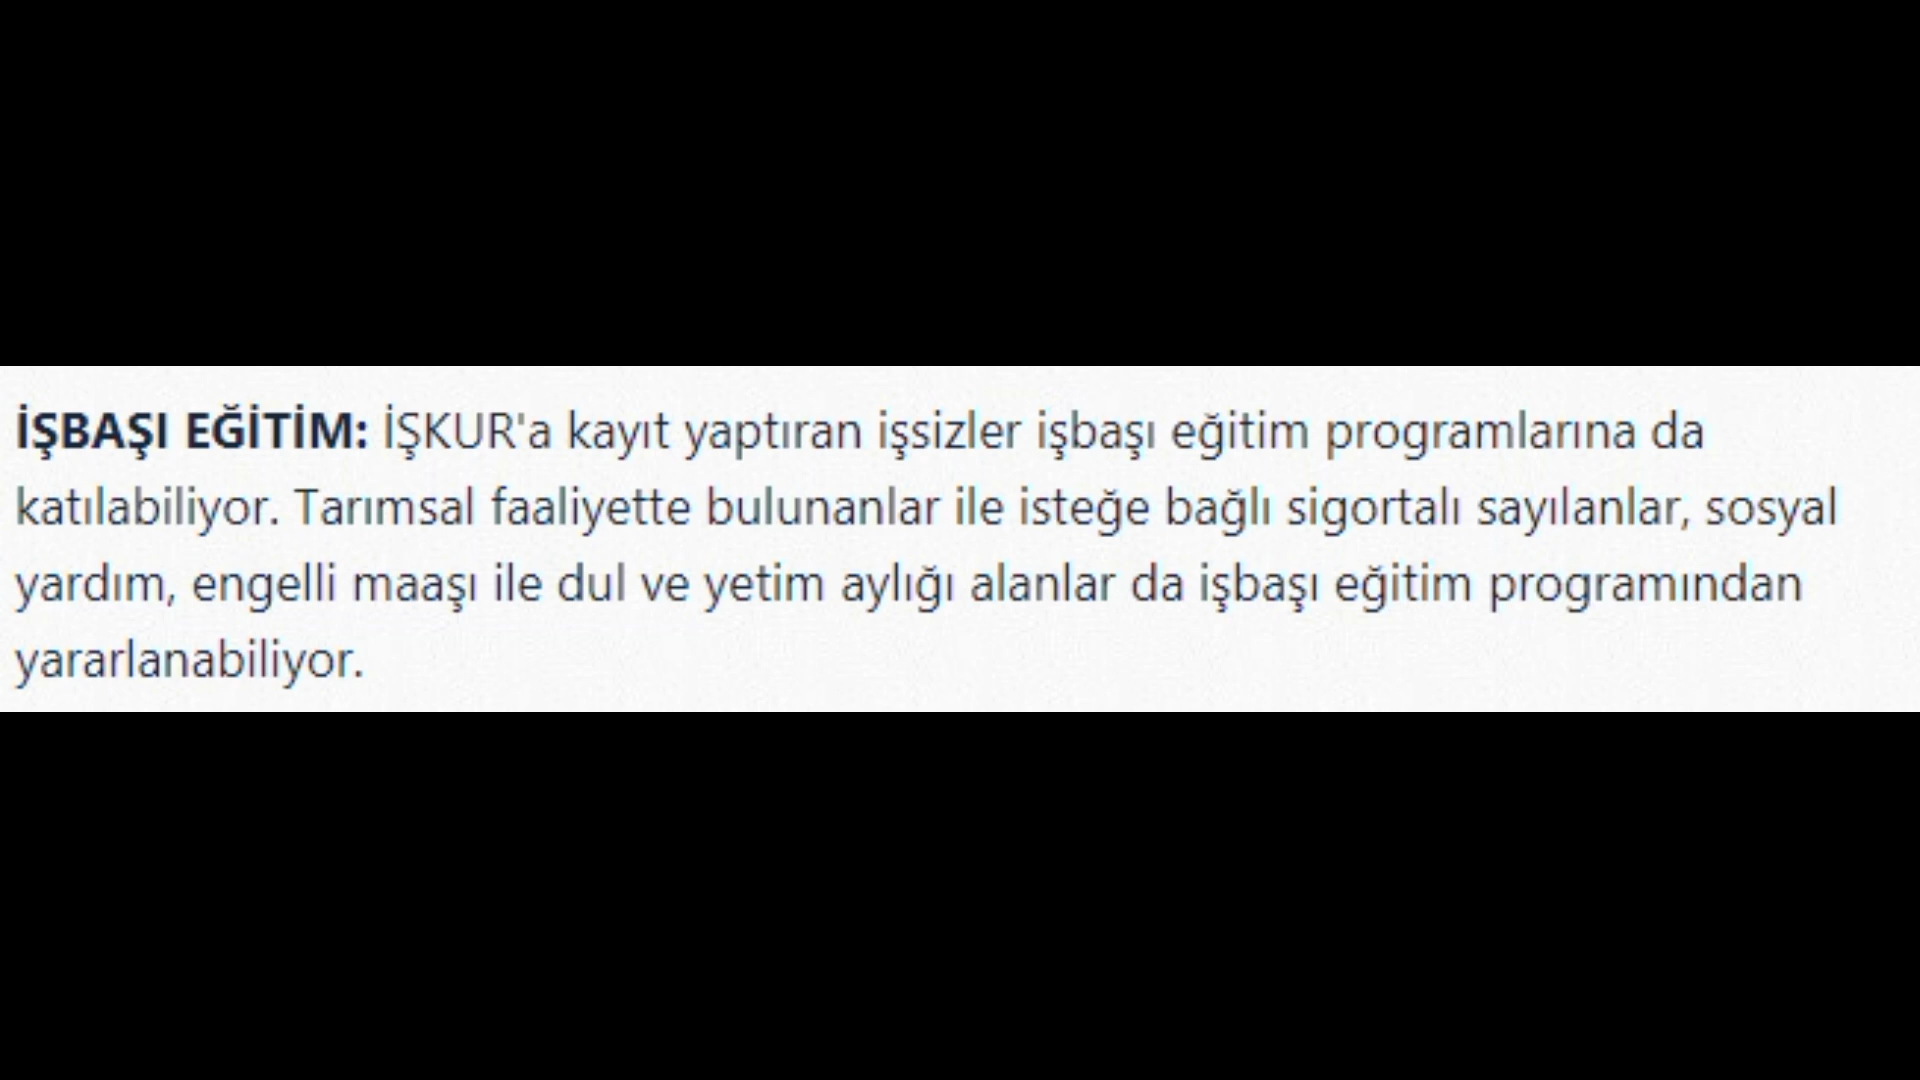 İŞBAŞI EĞİTİM: İŞKUR'a kayıt yaptıran işsizler işbaşı eğitim programlarına da
katılabiliyor. Tarımsal faaliyette bulunanlar ile isteğe bağlı sigortalı sayılanlar, sosyal
yardım, engelli maaşı ile dul ve yetim aylığı alanlar da işbaşı eğitim programından
yararlanabiliyor.